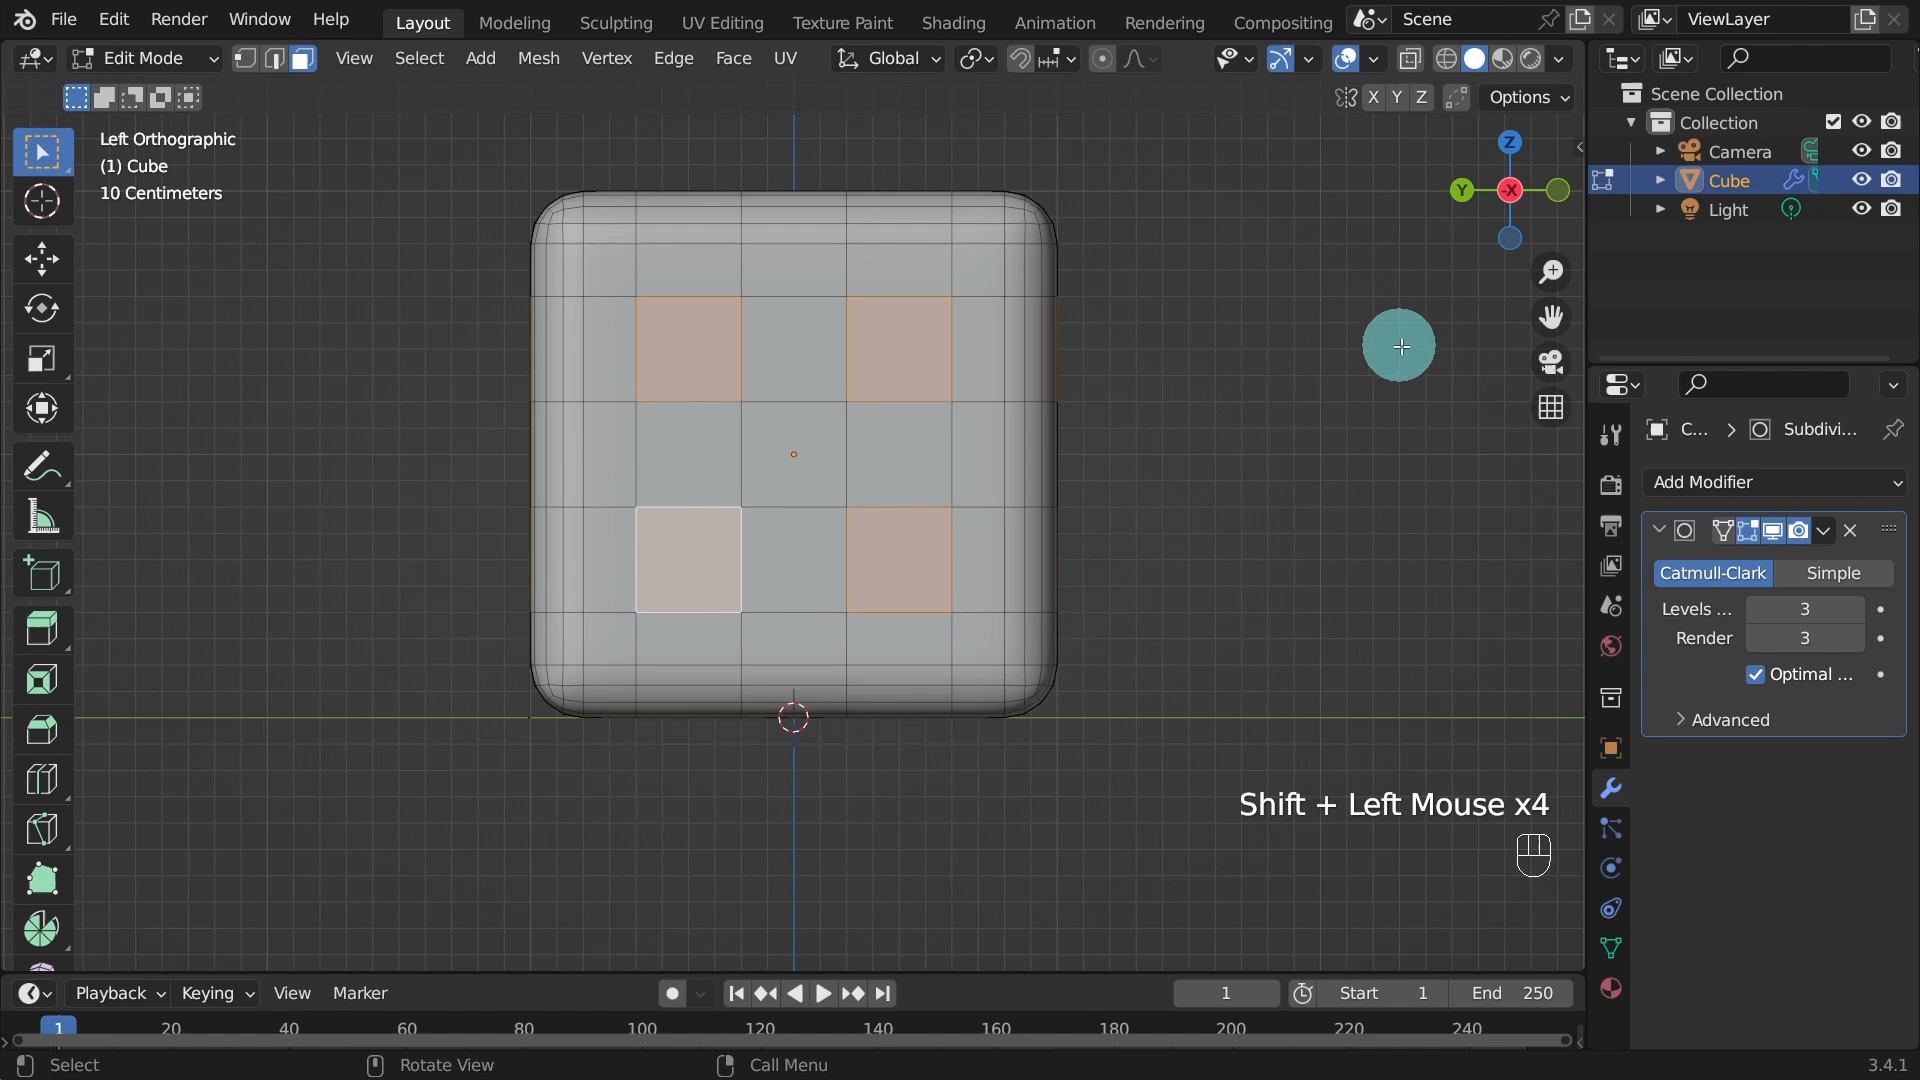 File Edit Render Window Help Layout Modeling Sculpting UV Editing Texture Paint Shading Animation Rendering Compositing Scene ViewLayer
Edit Mode View Select Add Mesh Vertex Edge Face UV Global
X Y Z Options
Left Orthographic
(1) Cube
10 Centimeters
Z
Y
-X
Scene Collection
Collection
Camera
Cube
Light
C... Subdivi...
Add Modifier
Catmull-Clark Simple
Levels ... 3
Render 3
Optimal ...
Advanced
Shift + Left Mouse x4
Playback Keying View Marker 1 Start 1 End 250
1 20 40 60 80 100 120 140 160 180 200 220 240
Select Rotate View Call Menu 3.4.1